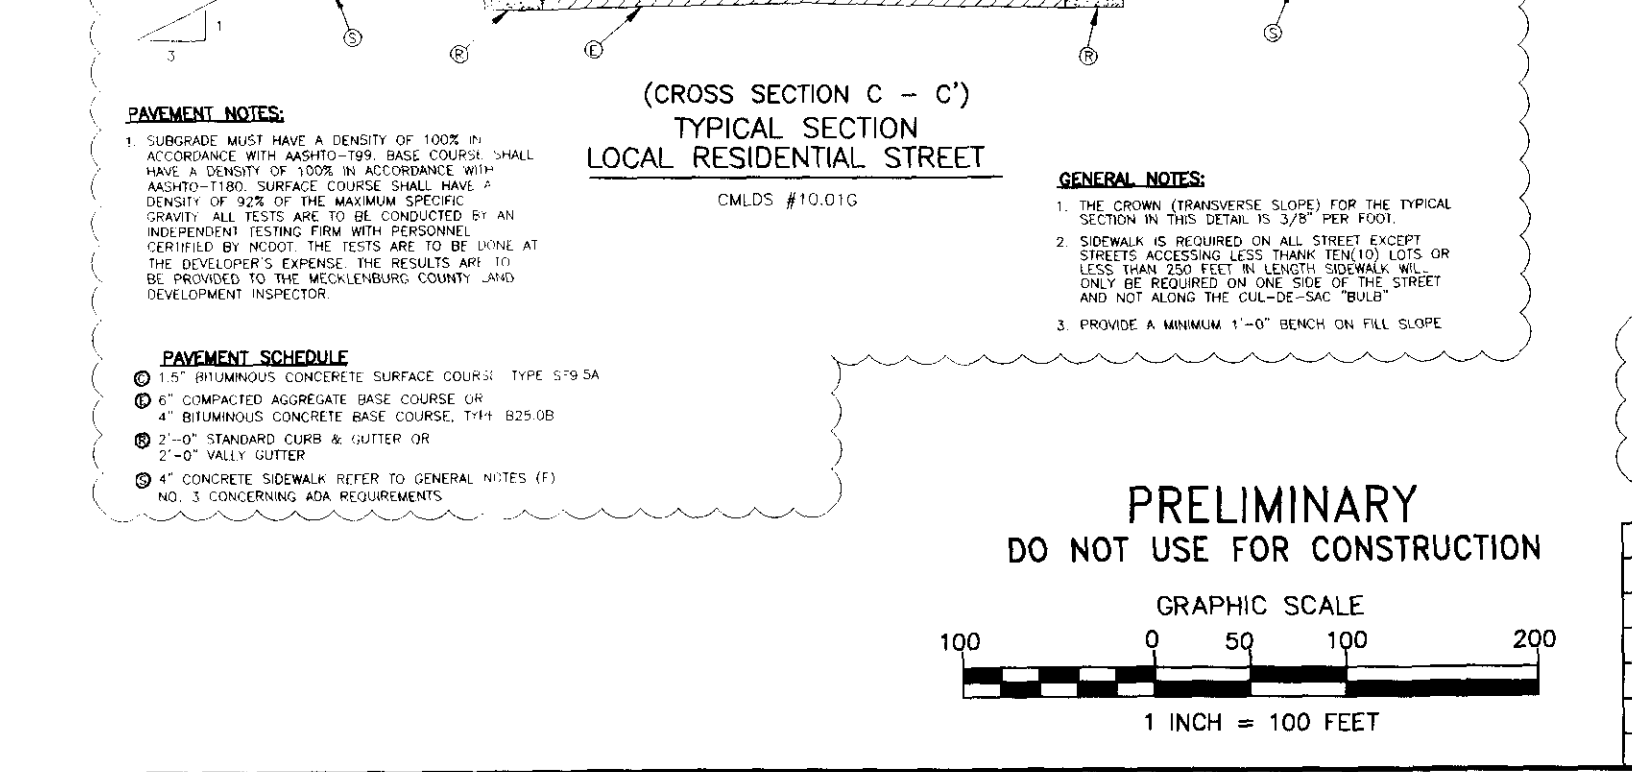 1
3
S
R
E
R
S
(CROSS SECTION C - C')
TYPICAL SECTION
LOCAL RESIDENTIAL STREET
CMLDS #10.01G
PAVEMENT NOTES:
1. SUBGRADE MUST HAVE A DENSITY OF 100% IN
ACCORDANCE WITH AASHTO-T99. BASE COURSE SHALL
HAVE A DENSITY OF 100% IN ACCORDANCE WITH
AASHTO-T180. SURFACE COURSE SHALL HAVE A
DENSITY OF 92% OF THE MAXIMUM SPECIFIC
GRAVITY ALL TESTS ARE TO BE CONDUCTED BY AN
INDEPENDENT TESTING FIRM WITH PERSONNEL
CERTIFIED BY NCDOT. THE TESTS ARE TO BE DONE AT
THE DEVELOPER'S EXPENSE. THE RESULTS ARE TO
BE PROVIDED TO THE MECKLENBURG COUNTY LAND
DEVELOPMENT INSPECTOR.
GENERAL NOTES:
1. THE CROWN (TRANSVERSE SLOPE) FOR THE TYPICAL
SECTION IN THIS DETAIL IS 3/8" PER FOOT.
2. SIDEWALK IS REQUIRED ON ALL STREET EXCEPT
STREETS ACCESSING LESS THANK TEN(10) LOTS OR
LESS THAN 250 FEET IN LENGTH SIDEWALK WILL
ONLY BE REQUIRED ON ONE SIDE OF THE STREET
AND NOT ALONG THE CUL-DE-SAC "BULB"
3. PROVIDE A MINIMUM 1'-0" BENCH ON FILL SLOPE
PAVEMENT SCHEDULE
C 1.5" BITUMINOUS CONCERETE SURFACE COURSE TYPE SF9.5A
E 6" COMPACTED AGGREGATE BASE COURSE OR
4" BITUMINOUS CONCRETE BASE COURSE, TYPE B25.0B
R 2'-0" STANDARD CURB & GUTTER OR
2'-0" VALLY GUTTER
S 4" CONCRETE SIDEWALK REFER TO GENERAL NOTES (F)
NO. 3 CONCERNING ADA REQUIREMENTS
PRELIMINARY
DO NOT USE FOR CONSTRUCTION
GRAPHIC SCALE
100 0 50 100 200
1 INCH = 100 FEET